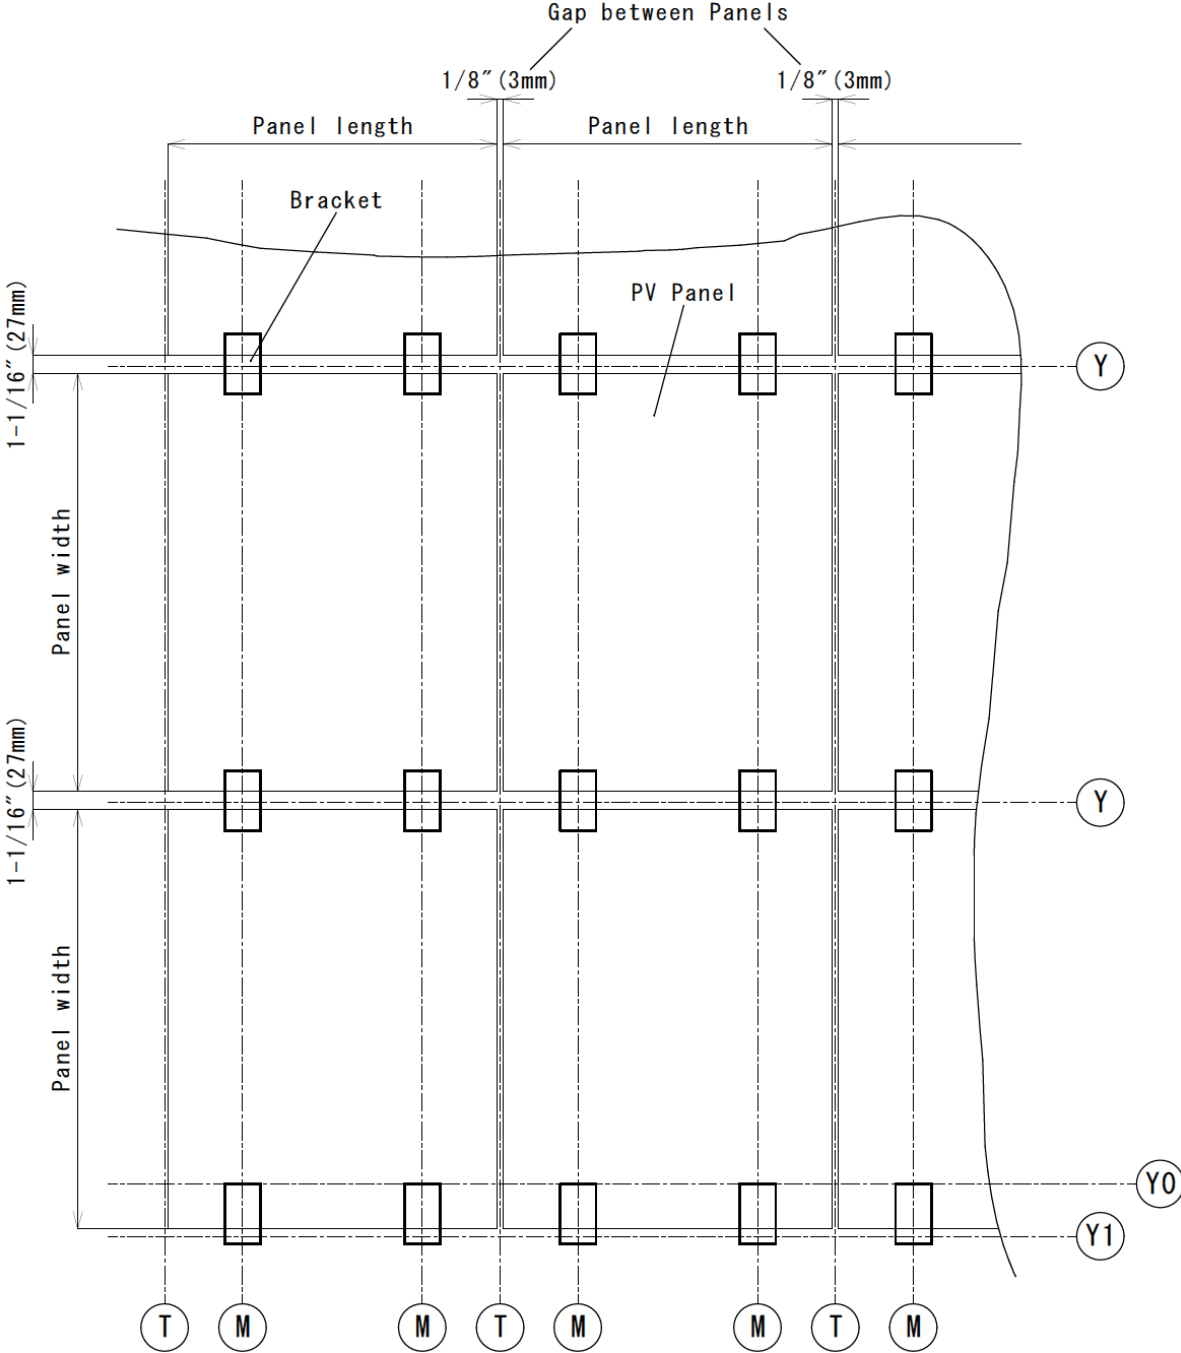 Gap between Panels
1/8″(3mm)
1/8″(3mm)
Panel length
Panel length
Bracket
PV Panel
1-1/16″(27mm)
Y
Panel width
1-1/16″(27mm)
Y
Panel width
Y0
Y1
T
M
M
T
M
M
T
M